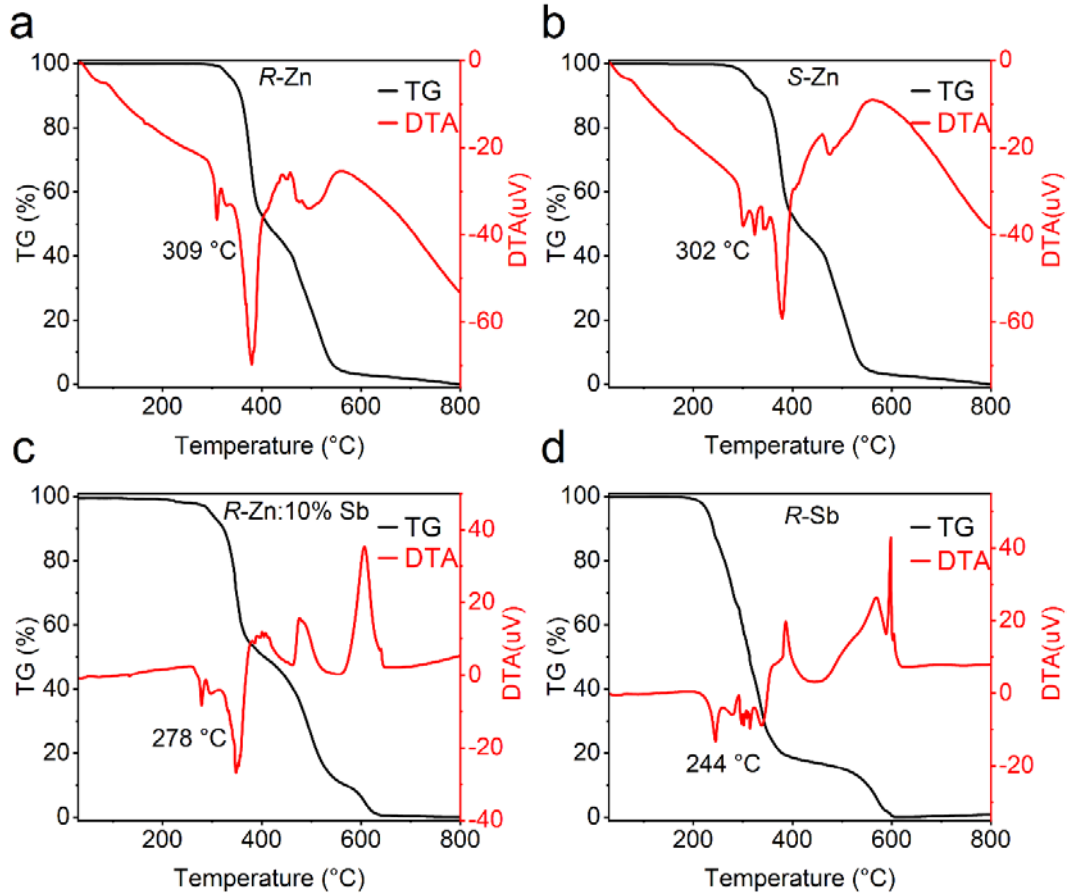 a
R-Zn
TG
DTA
309 °C
100
80
60
40
20
0
TG (%)
0
-20
-40
-60
DTA(uV)
200
400
600
800
Temperature (°C)
b
S-Zn
TG
DTA
302 °C
100
80
60
40
20
0
TG (%)
0
-20
-40
-60
DTA(uV)
200
400
600
800
Temperature (°C)
c
R-Zn:10% Sb
TG
DTA
278 °C
100
80
60
40
20
0
TG (%)
40
20
0
-20
-40
DTA(uV)
200
400
600
800
Temperature (°C)
d
R-Sb
TG
DTA
244 °C
100
80
60
40
20
0
TG (%)
40
20
0
-20
DTA(uV)
200
400
600
800
Temperature (°C)